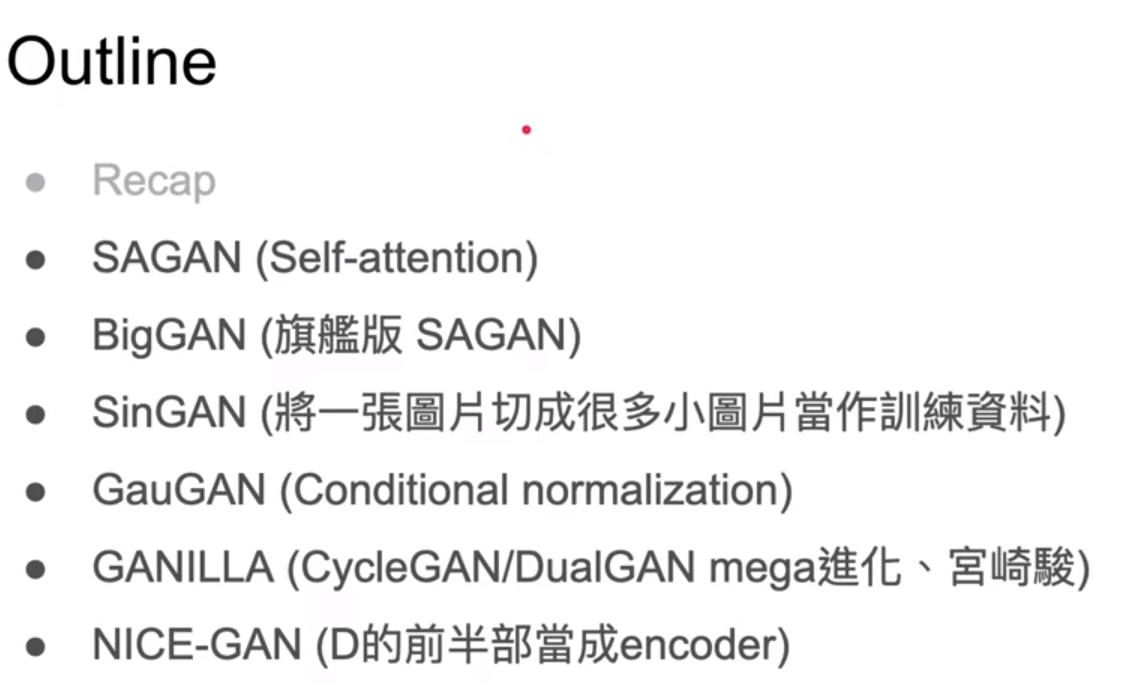 Outline
● Recap
● SAGAN (Self-attention)
● BigGAN (旗艦版 SAGAN)
● SinGAN (將一張圖片切成很多小圖片當作訓練資料)
● GauGAN (Conditional normalization)
● GANILLA (CycleGAN/DualGAN mega進化、宮崎駿)
● NICE-GAN (D的前半部當成encoder)